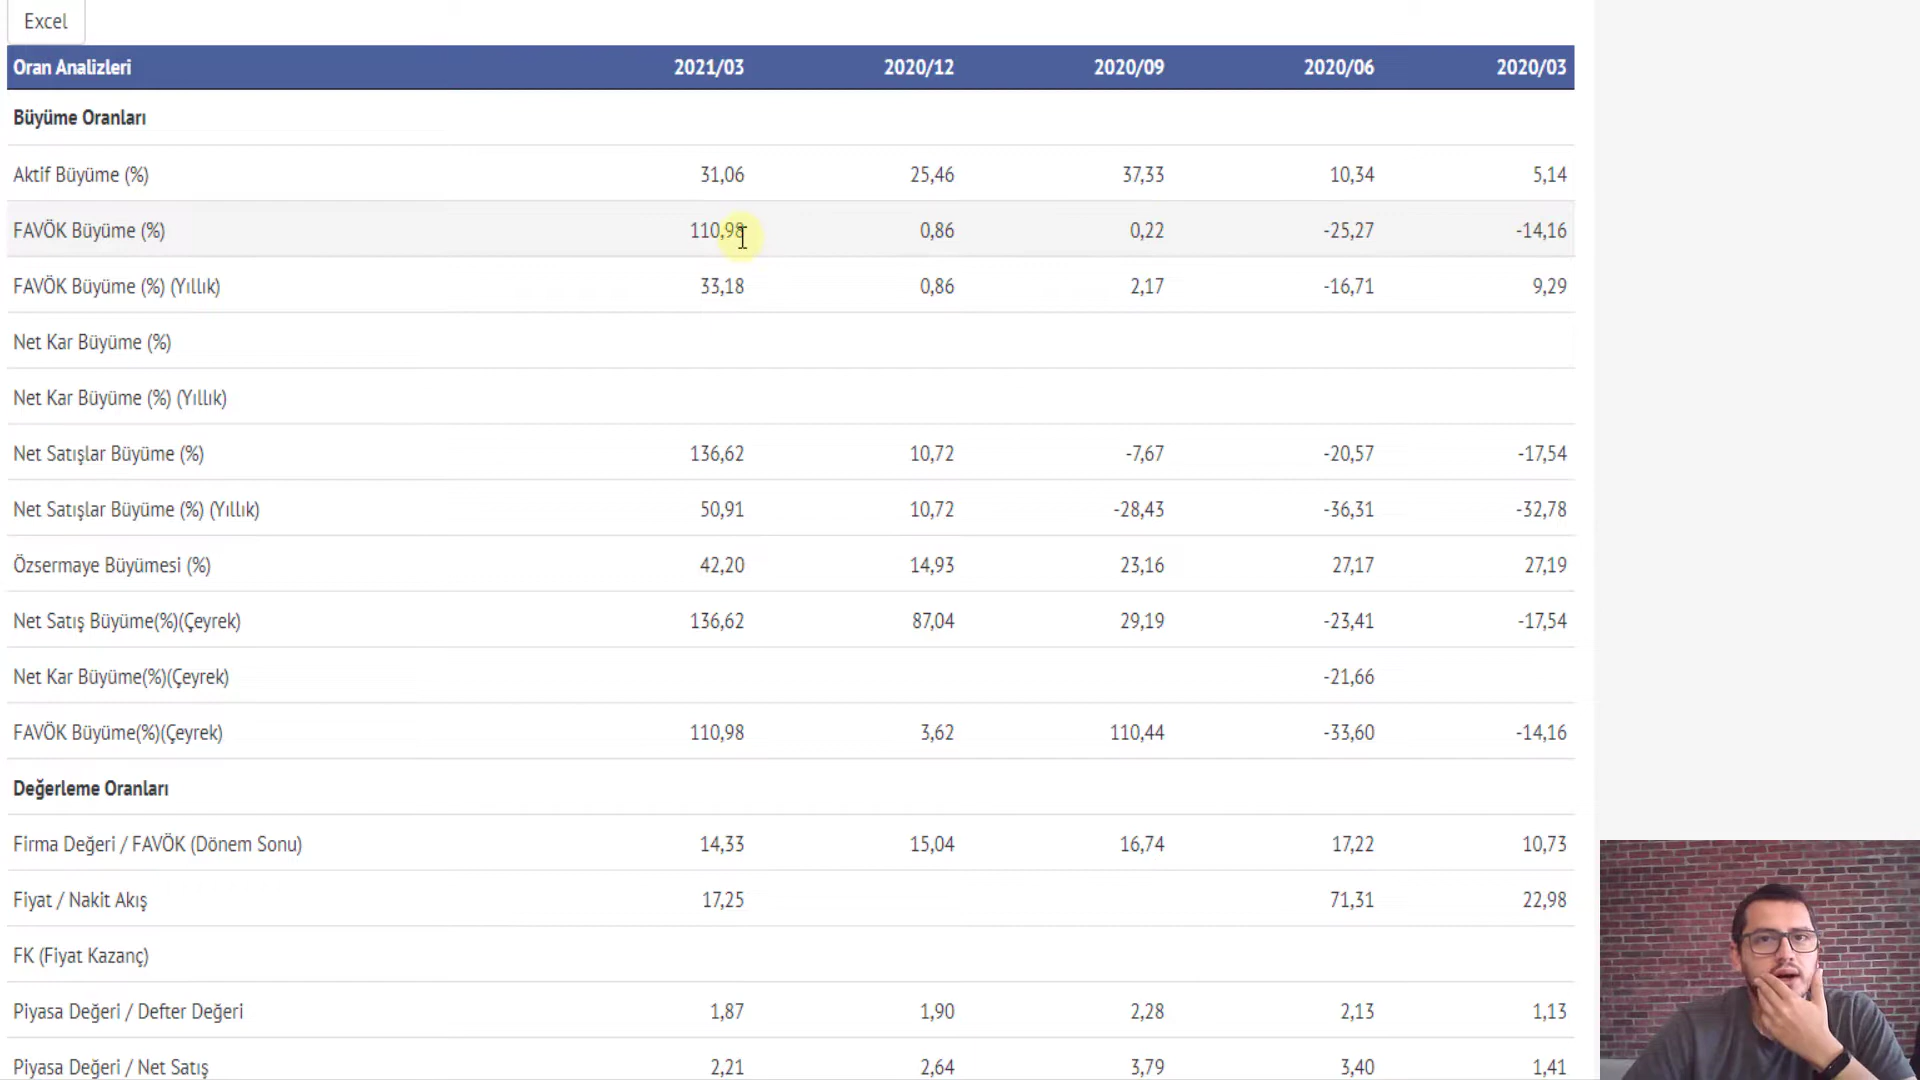 Excel
Oran Analizleri 2021/03 2020/12 2020/09 2020/06 2020/03
Büyüme Oranları
Aktif Büyüme (%) 31,06 25,46 37,33 10,34 5,14
FAVÖK Büyüme (%) 110,98 0,86 0,22 -25,27 -14,16
FAVÖK Büyüme (%) (Yıllık) 33,18 0,86 2,17 -16,71 9,29
Net Kar Büyüme (%)
Net Kar Büyüme (%) (Yıllık)
Net Satışlar Büyüme (%) 136,62 10,72 -7,67 -20,57 -17,54
Net Satışlar Büyüme (%) (Yıllık) 50,91 10,72 -28,43 -36,31 -32,78
Özsermaye Büyümesi (%) 42,20 14,93 23,16 27,17 27,19
Net Satış Büyüme(%)(Çeyrek) 136,62 87,04 29,19 -23,41 -17,54
Net Kar Büyüme(%)(Çeyrek) -21,66
FAVÖK Büyüme(%)(Çeyrek) 110,98 3,62 110,44 -33,60 -14,16
Değerleme Oranları
Firma Değeri / FAVÖK (Dönem Sonu) 14,33 15,04 16,74 17,22 10,73
Fiyat / Nakit Akış 17,25 71,31 22,98
FK (Fiyat Kazanç)
Piyasa Değeri / Defter Değeri 1,87 1,90 2,28 2,13 1,13
Piyasa Değeri / Net Satış 2,21 2,64 3,79 3,40 1,41